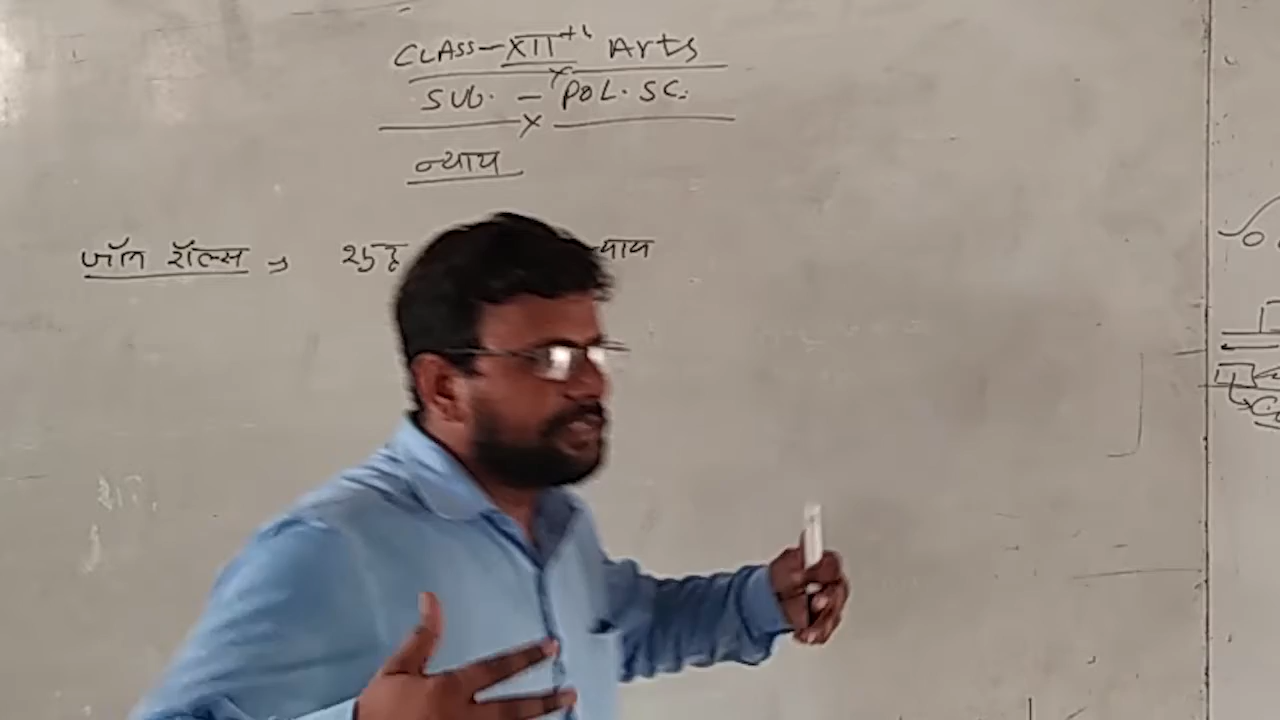 CLASS-XIIth Arts
SUB. - POL. SC.
न्याय
जॉन रॉल्स →